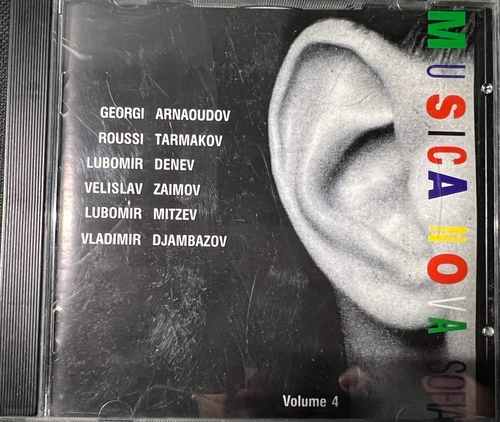 GEORGI ARNAOUDOV
ROUSSI TARMAKOV
LUBOMIR DENEV
VELISLAV ZAIMOV
LUBOMIR MITZEV
VLADIMIR DJAMBAZOV
MUSICA NOVA SOFIA
Volume 4